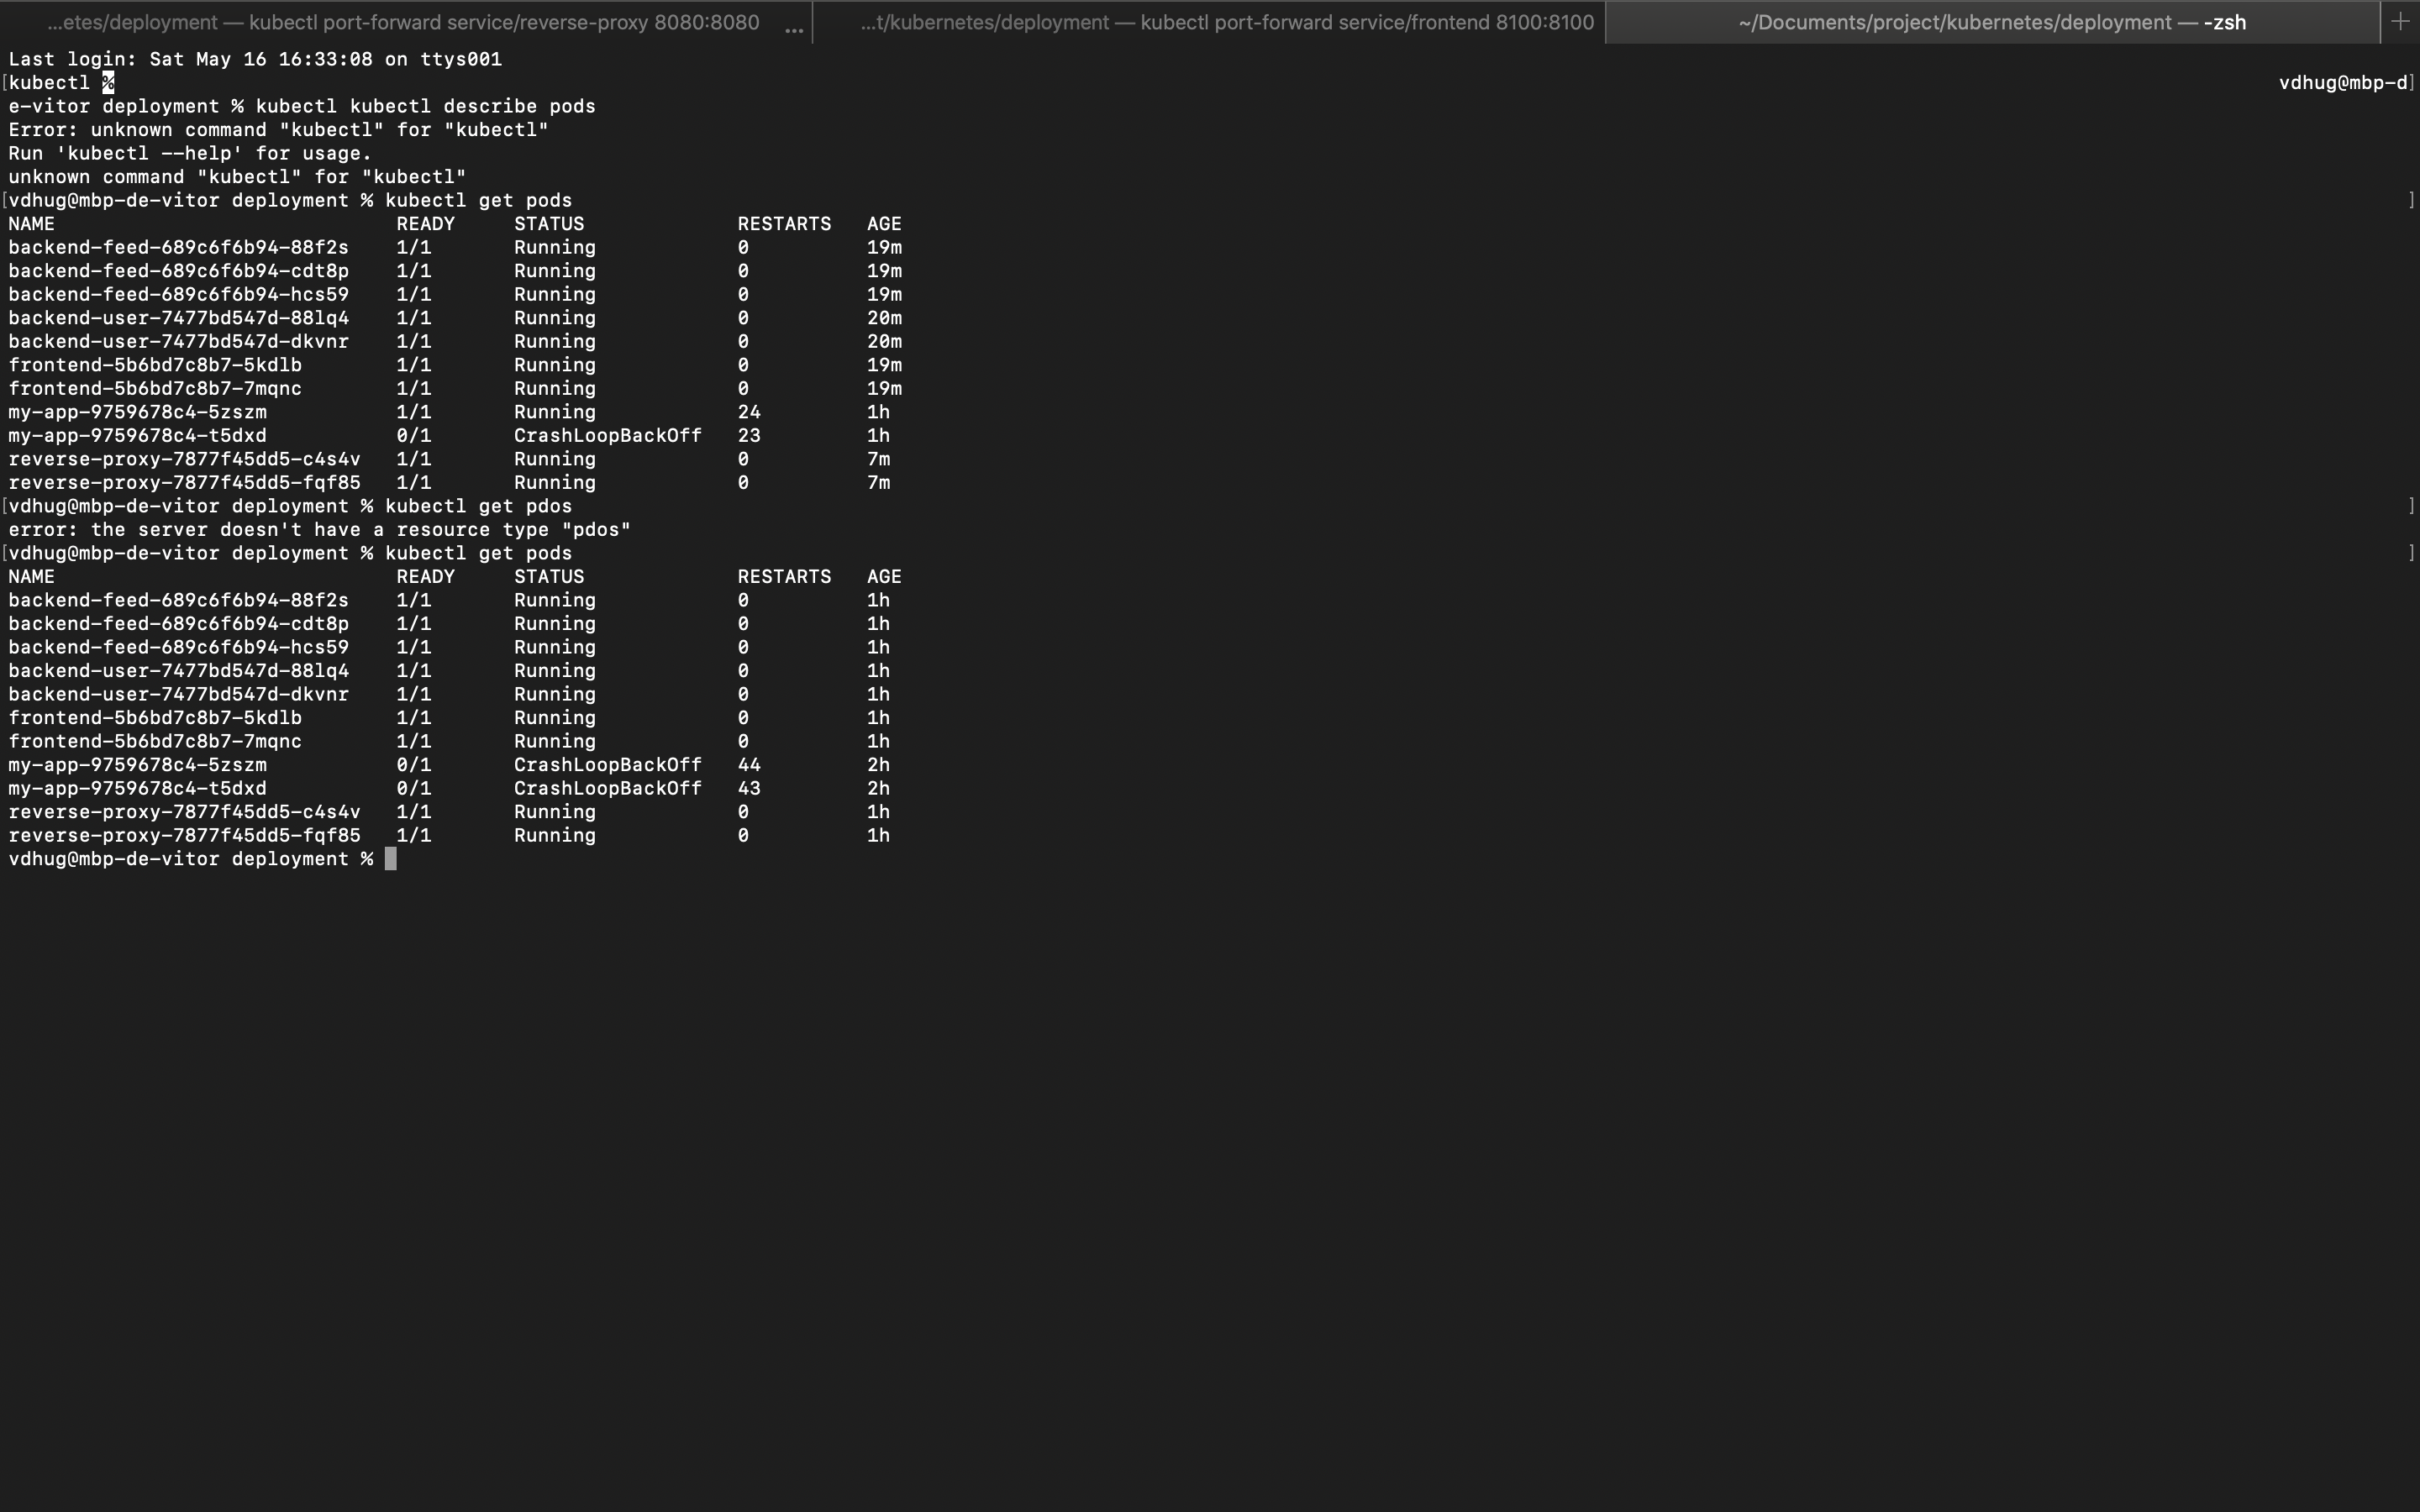 ...etes/deployment — kubectl port-forward service/reverse-proxy 8080:8080 ...
...t/kubernetes/deployment — kubectl port-forward service/frontend 8100:8100
~/Documents/project/kubernetes/deployment — -zsh
Last login: Sat May 16 16:33:08 on ttys001
[kubectl % vdhug@mbp-d]
e-vitor deployment % kubectl kubectl describe pods
Error: unknown command "kubectl" for "kubectl"
Run 'kubectl --help' for usage.
unknown command "kubectl" for "kubectl"
[vdhug@mbp-de-vitor deployment % kubectl get pods ]
NAME READY STATUS RESTARTS AGE
backend-feed-689c6f6b94-88f2s 1/1 Running 0 19m
backend-feed-689c6f6b94-cdt8p 1/1 Running 0 19m
backend-feed-689c6f6b94-hcs59 1/1 Running 0 19m
backend-user-7477bd547d-88lq4 1/1 Running 0 20m
backend-user-7477bd547d-dkvnr 1/1 Running 0 20m
frontend-5b6bd7c8b7-5kdlb 1/1 Running 0 19m
frontend-5b6bd7c8b7-7mqnc 1/1 Running 0 19m
my-app-9759678c4-5zszm 1/1 Running 24 1h
my-app-9759678c4-t5dxd 0/1 CrashLoopBackOff 23 1h
reverse-proxy-7877f45dd5-c4s4v 1/1 Running 0 7m
reverse-proxy-7877f45dd5-fqf85 1/1 Running 0 7m
[vdhug@mbp-de-vitor deployment % kubectl get pdos ]
error: the server doesn't have a resource type "pdos"
[vdhug@mbp-de-vitor deployment % kubectl get pods ]
NAME READY STATUS RESTARTS AGE
backend-feed-689c6f6b94-88f2s 1/1 Running 0 1h
backend-feed-689c6f6b94-cdt8p 1/1 Running 0 1h
backend-feed-689c6f6b94-hcs59 1/1 Running 0 1h
backend-user-7477bd547d-88lq4 1/1 Running 0 1h
backend-user-7477bd547d-dkvnr 1/1 Running 0 1h
frontend-5b6bd7c8b7-5kdlb 1/1 Running 0 1h
frontend-5b6bd7c8b7-7mqnc 1/1 Running 0 1h
my-app-9759678c4-5zszm 0/1 CrashLoopBackOff 44 2h
my-app-9759678c4-t5dxd 0/1 CrashLoopBackOff 43 2h
reverse-proxy-7877f45dd5-c4s4v 1/1 Running 0 1h
reverse-proxy-7877f45dd5-fqf85 1/1 Running 0 1h
vdhug@mbp-de-vitor deployment %